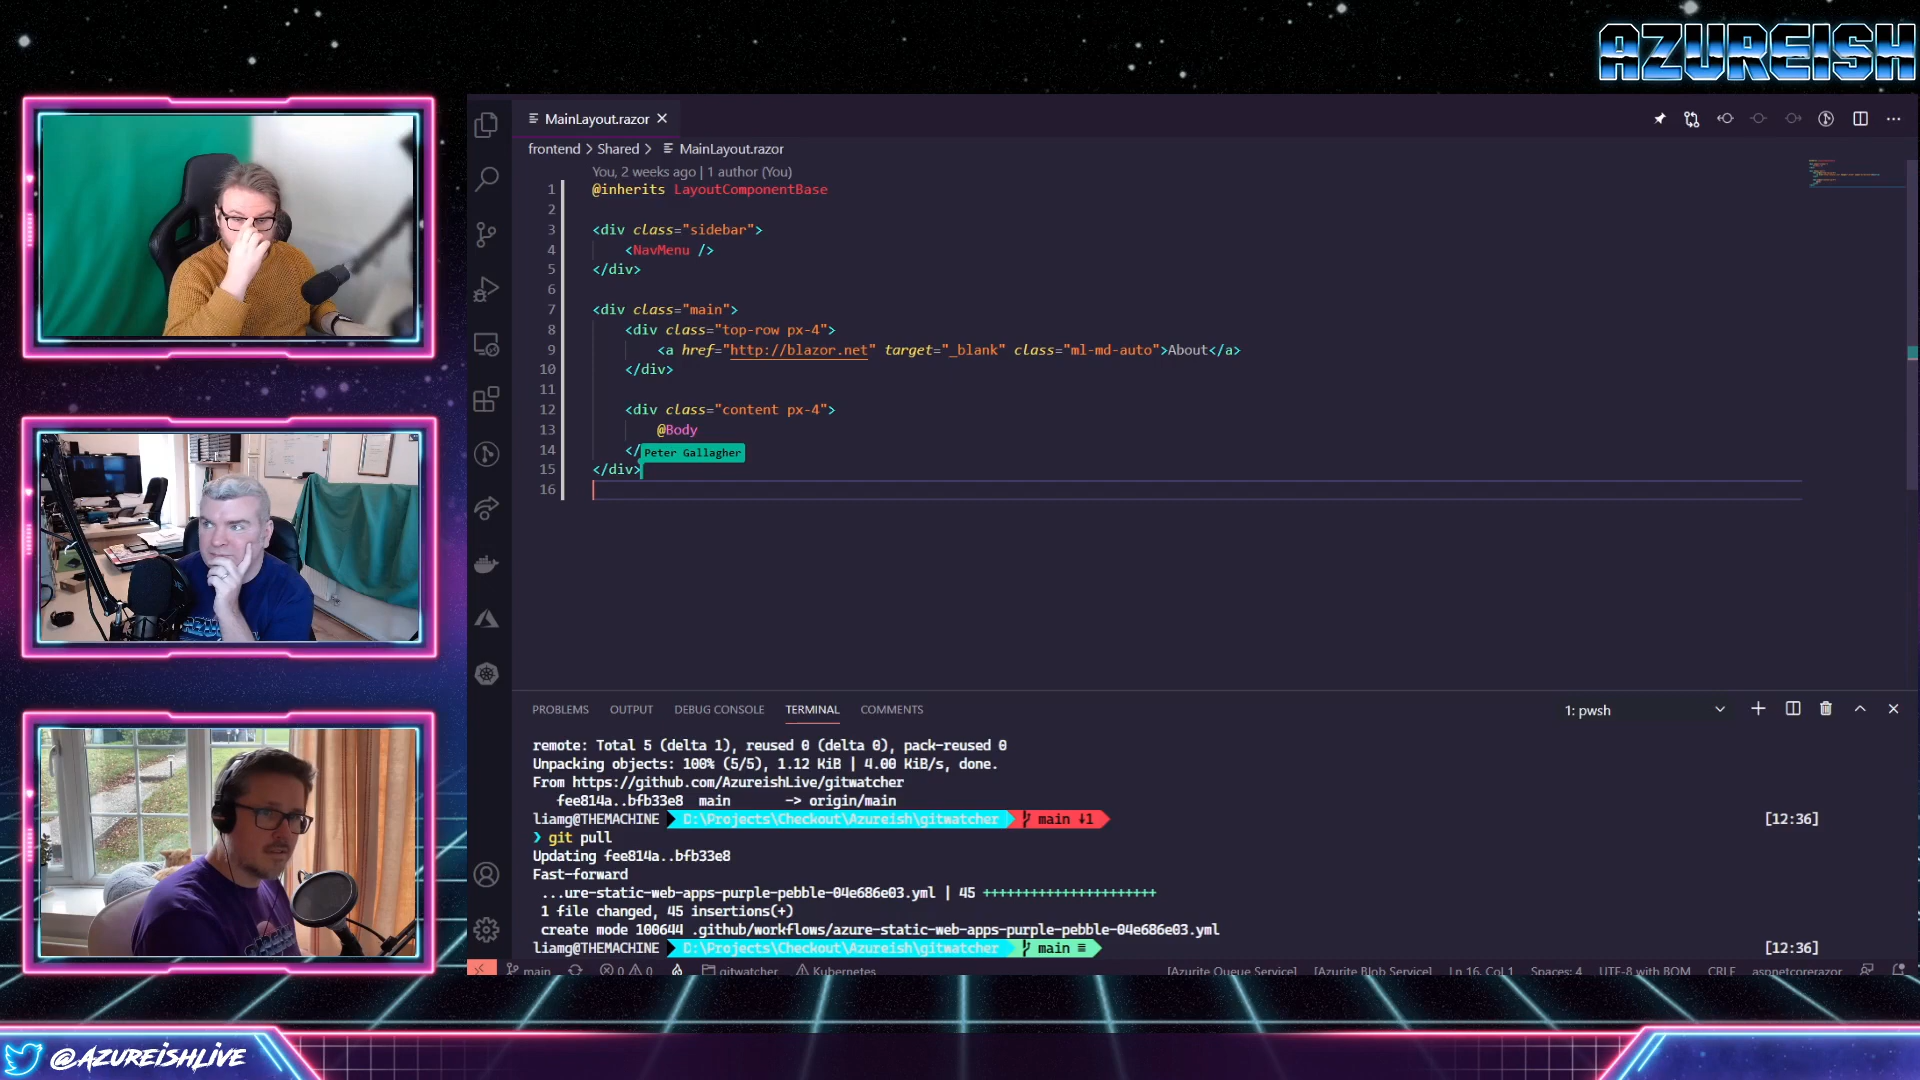 AZUREISH
MainLayout.razor
frontend > Shared > MainLayout.razor
You, 2 weeks ago | 1 author (You)
1 @inherits LayoutComponentBase
2
3 <div class="sidebar">
4 <NavMenu />
5 </div>
6
7 <div class="main">
8 <div class="top-row px-4">
9 <a href="http://blazor.net" target="_blank" class="ml-md-auto">About</a>
10 </div>
11
12 <div class="content px-4">
13 @Body
14 </
Peter Gallagher
15 </div>
16
PROBLEMS OUTPUT DEBUG CONSOLE TERMINAL COMMENTS 1: pwsh
remote: Total 5 (delta 1), reused 0 (delta 0), pack-reused 0
Unpacking objects: 100% (5/5), 1.12 KiB | 4.00 KiB/s, done.
From https://github.com/AzureishLive/gitwatcher
fee814a..bfb33e8 main -> origin/main
liamg@THEMACHINE D:\Projects\Checkout\Azureish\gitwatcher main ↓1 [12:36]
❯ git pull
Updating fee814a..bfb33e8
Fast-forward
...ure-static-web-apps-purple-pebble-04e686e03.yml | 45 ++++++++++++++++++++++
1 file changed, 45 insertions(+)
create mode 100644 .github/workflows/azure-static-web-apps-purple-pebble-04e686e03.yml
liamg@THEMACHINE D:\Projects\Checkout\Azureish\gitwatcher main ≡ [12:36]
main 0 0 gitwatcher Kubernetes [Azurite Queue Service] [Azurite Blob Service] Ln 16, Col 1 Spaces: 4 UTF-8 with BOM CRLF aspnetcorerazor
@AZUREISHLIVE